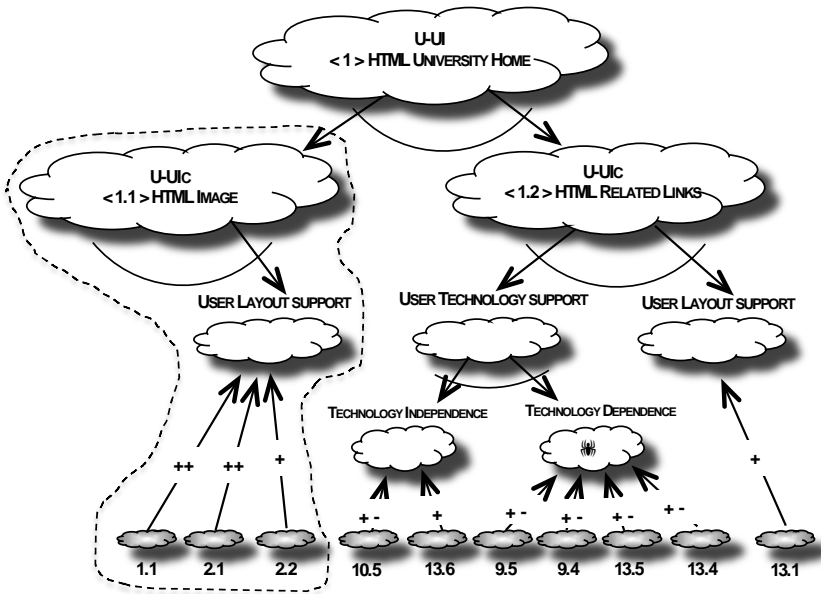 U-UI
< 1 > HTML UNIVERSITY HOME
U-UIC
< 1.1 > HTML IMAGE
U-UIC
< 1.2 > HTML RELATED LINKS
USER LAYOUT SUPPORT
USER TECHNOLOGY SUPPORT
USER LAYOUT SUPPORT
TECHNOLOGY INDEPENDENCE
TECHNOLOGY DEPENDENCE
++
++
+
+
+ -
+
+ -
+ -
+ -
+ -
1.1
2.1
2.2
10.5
13.6
9.5
9.4
13.5
13.4
13.1